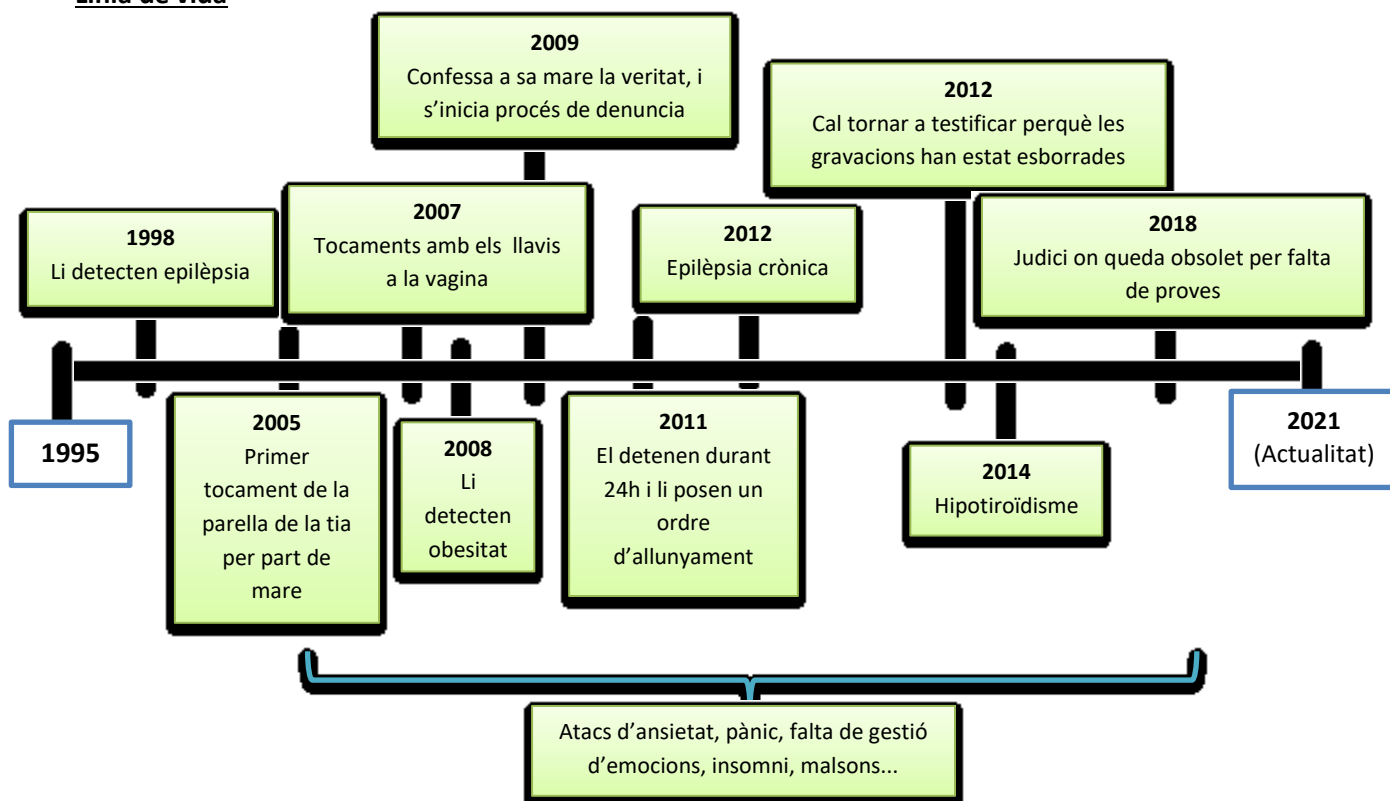 Línia de vida
2009
Confessa a sa mare la veritat, i
s’inicia procés de denuncia
2012
Cal tornar a testificar perquè les
gravacions han estat esborrades
1998
Li detecten epilèpsia
2007
Tocaments amb els llavis
a la vagina
2012
Epilèpsia crònica
2018
Judici on queda obsolet per falta
de proves
1995
2005
Primer
tocament de la
parella de la tia
per part de
mare
2008
Li
detecten
obesitat
2011
El detenen durant
24h i li posen un
ordre
d’allunyament
2014
Hipotiroïdisme
2021
(Actualitat)
Atacs d’ansietat, pànic, falta de gestió
d’emocions, insomni, malsons...